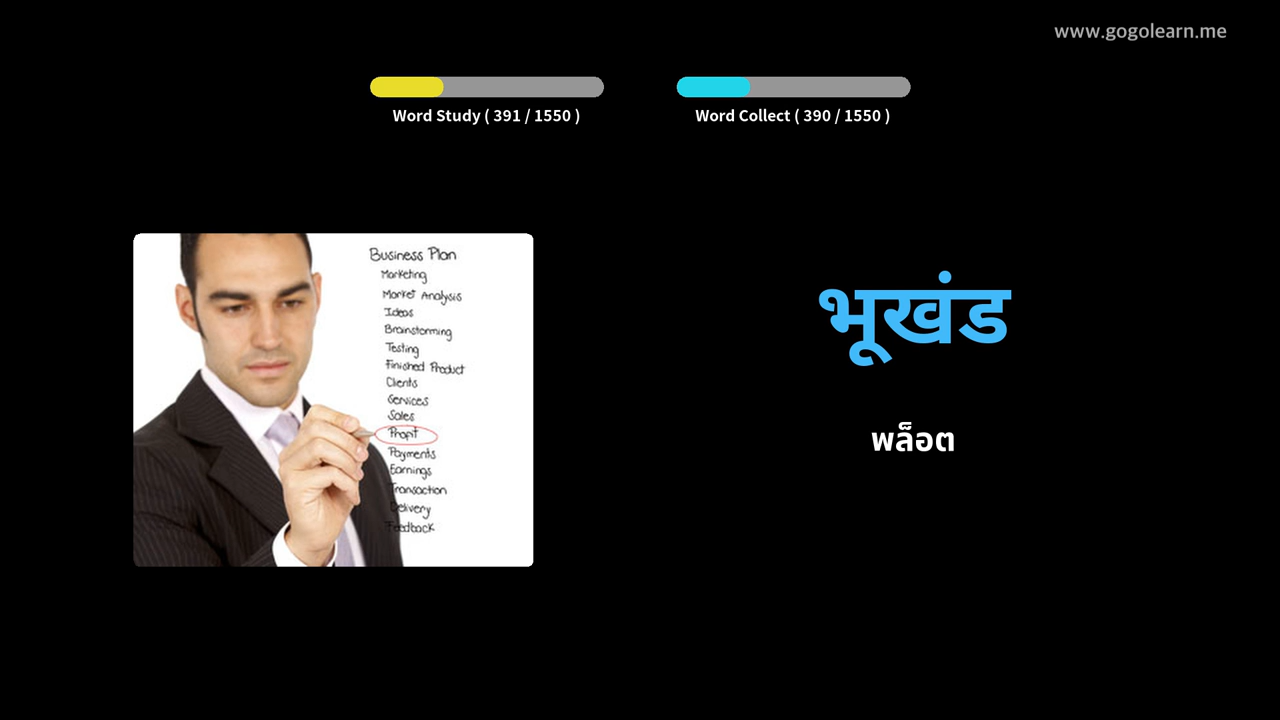 www.gogolearn.me
Word Study ( 391 / 1550 )
Word Collect ( 390 / 1550 )
Business Plan
Marketing
Market Analysis
Ideas
Brainstorming
Testing
Finished Product
Clients
Services
Sales
Profit
Payments
Earnings
Transaction
Delivery
Feedback
भूखंड
พล็อต